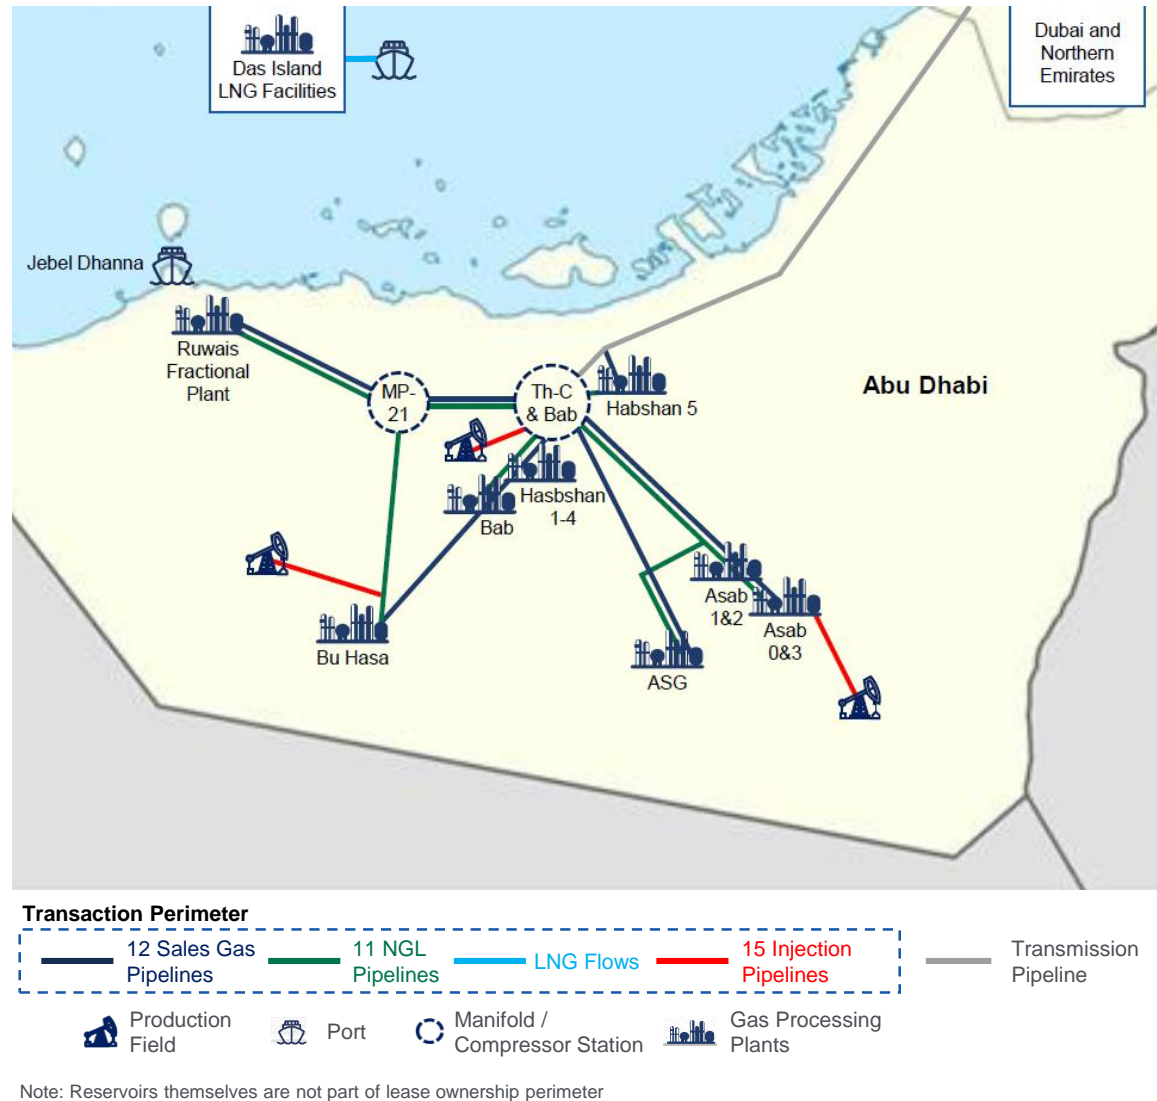 Das Island
LNG Facilities
Dubai and
Northern
Emirates
Jebel Dhanna
Ruwais
Fractional
Plant
MP-
21
Th-C
& Bab
Habshan 5
Abu Dhabi
Hasbshan
1-4
Bab
Bu Hasa
Asab
1&2
Asab
0&3
ASG
Transaction Perimeter
12 Sales Gas
Pipelines
11 NGL
Pipelines
LNG Flows
15 Injection
Pipelines
Transmission
Pipeline
Production
Field
Port
Manifold /
Compressor Station
Gas Processing
Plants
Note: Reservoirs themselves are not part of lease ownership perimeter